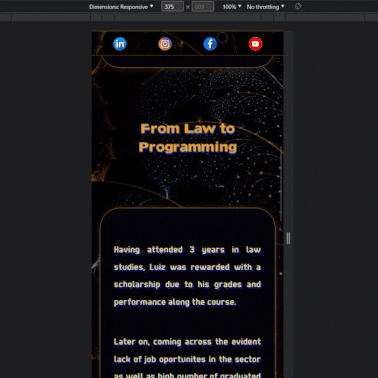 Dimensions: Responsive ▼ 375 × 100% ▼ No throttling ▼
in f
From Law to
Programming
Having attended 3 years in law
studies, Luiz was rewarded with a
scholarship due to his grades and
performance along the course.
Later on, coming across the evident
lack of job oportunites in the sector
as well as high number of graduated